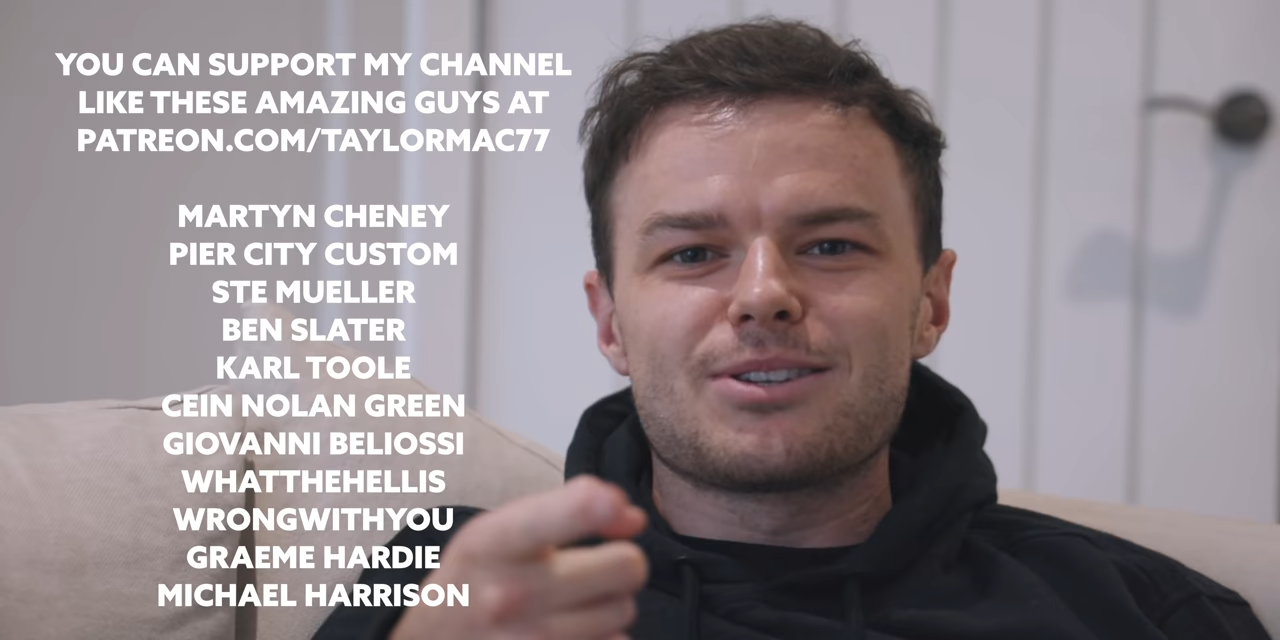 YOU CAN SUPPORT MY CHANNEL
LIKE THESE AMAZING GUYS AT
PATREON.COM/TAYLORMAC77
MARTYN CHENEY
PIER CITY CUSTOM
STE MUELLER
BEN SLATER
KARL TOOLE
CEIN NOLAN GREEN
GIOVANNI BELIOSSI
WHATTHEHELLIS
WRONGWITHYOU
GRAEME HARDIE
MICHAEL HARRISON